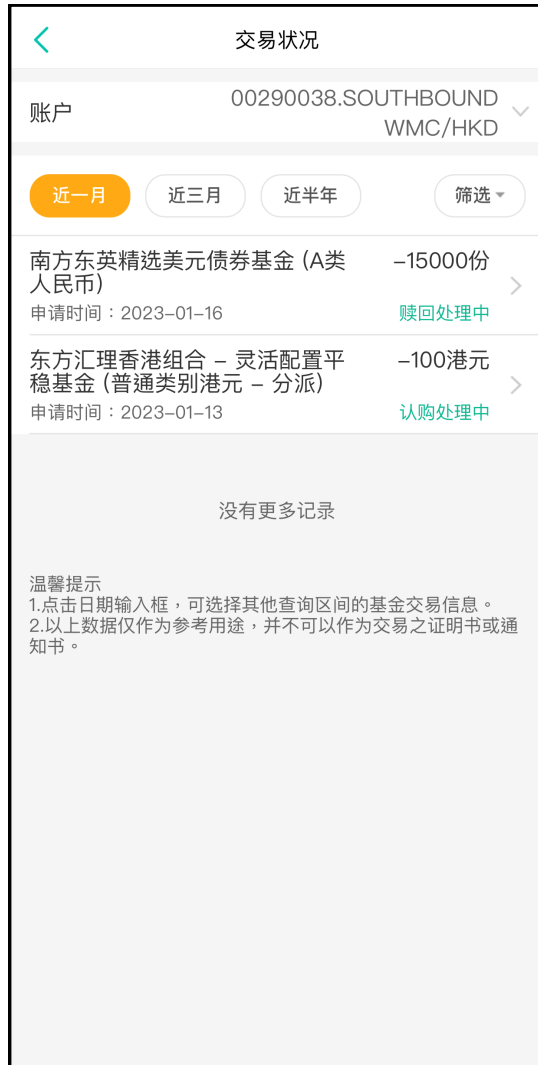 交易状况
账户
00290038.SOUTHBOUND
WMC/HKD
近一月 近三月 近半年 筛选
南方东英精选美元债券基金 (A类 –15000份
人民币)
申请时间：2023–01–16 赎回处理中
东方汇理香港组合 – 灵活配置平 –100港元
稳基金 (普通类别港元 – 分派)
申请时间：2023–01–13 认购处理中
没有更多记录
温馨提示
1.点击日期输入框，可选择其他查询区间的基金交易信息。
2.以上数据仅作为参考用途，并不可以作为交易之证明书或通
知书。